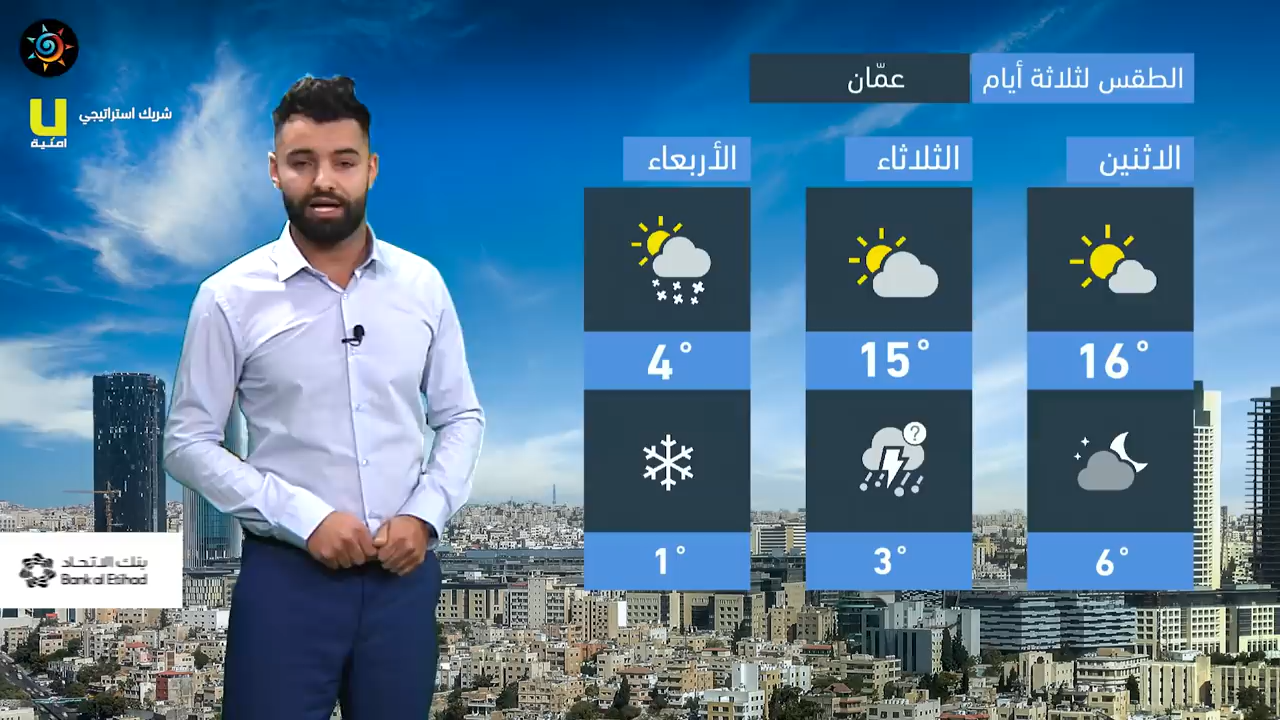 الطقس لثلاثة أيام
عمّان
شريك استراتيجي
U
امنية
الاثنين
الثلاثاء
الأربعاء
16°
15°
4°
?
6°
3°
1°
بنك الاتحاد
Bank al Etihad